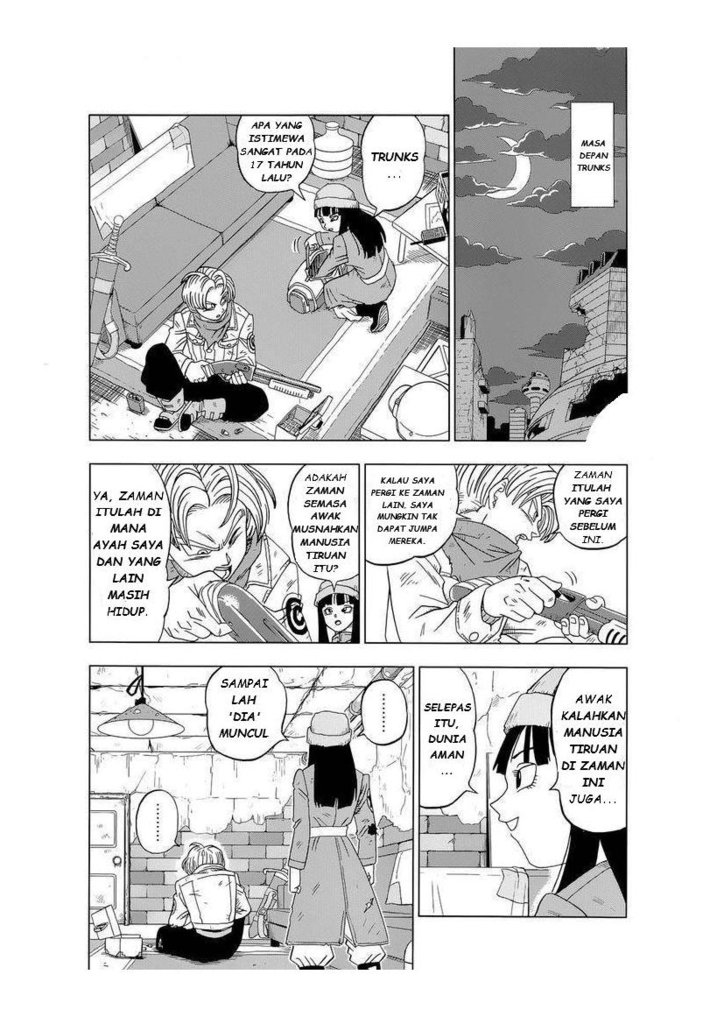 MASA
DEPAN
TRUNKS
TRUNKS
...
APA YANG
ISTIMEWA
SANGAT PADA
17 TAHUN
LALU?
ZAMAN
ITULAH
YANG SAYA
PERGI
SEBELUM
INI.
KALAU SAYA
PERGI KE ZAMAN
LAIN, SAYA
MUNGKIN TAK
DAPAT JUMPA
MEREKA.
ADAKAH
ZAMAN
SEMASA
AWAK
MUSNAHKAN
MANUSIA
TIRUAN
ITU?
YA, ZAMAN
ITULAH DI
MANA
AYAH SAYA
DAN YANG
LAIN
MASIH
HIDUP.
AWAK
KALAHKAN
MANUSIA
TIRUAN
DI ZAMAN
INI
JUGA...
SELEPAS
ITU,
DUNIA
AMAN
...
......
SAMPAI
LAH
'DIA'
MUNCUL
......